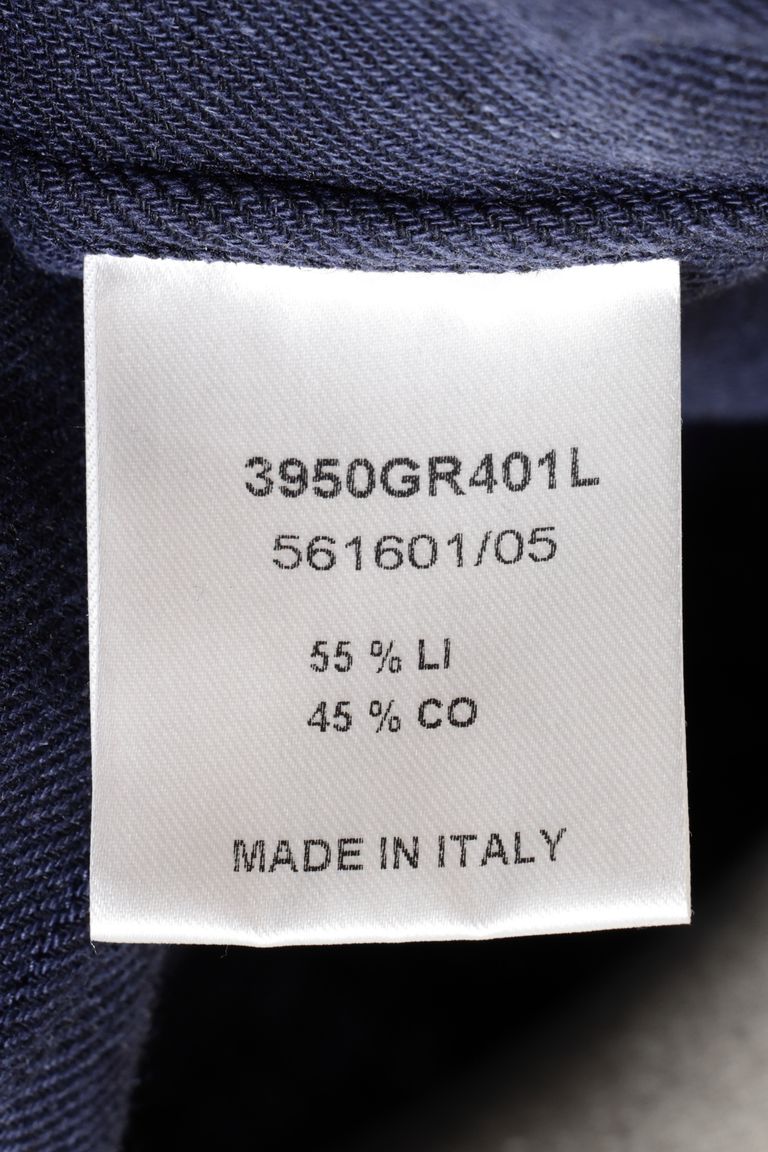 3950GR401L
561601/05
55 % LI
45 % CO
MADE IN ITALY